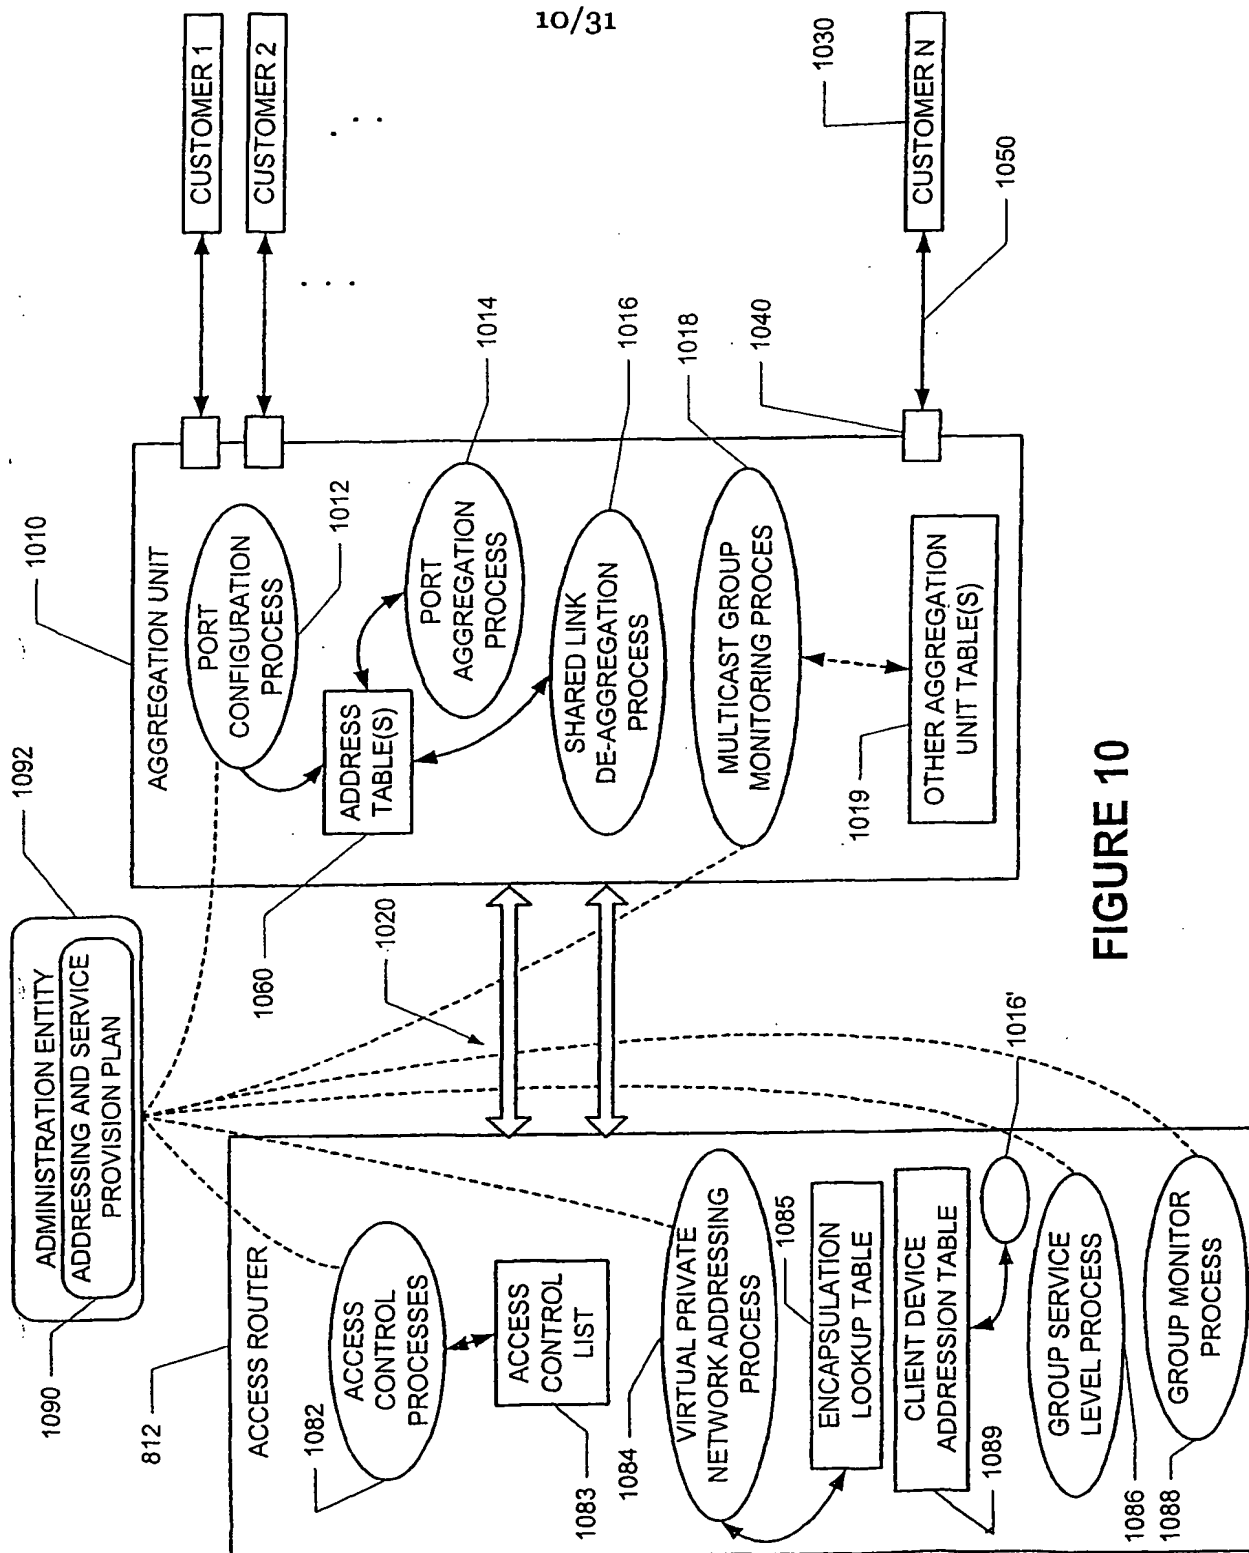 10/31
1090
1092
ADMINISTRATION ENTITY
ADDRESSING AND SERVICE
PROVISION PLAN
812
ACCESS ROUTER
1082
ACCESS
CONTROL
PROCESSES
1083
ACCESS
CONTROL
LIST
1084
VIRTUAL PRIVATE
NETWORK ADDRESSING
PROCESS
1085
ENCAPSULATION
LOOKUP TABLE
CLIENT DEVICE
ADDRESSION TABLE
1089
1016'
GROUP SERVICE
LEVEL PROCESS
1086
GROUP MONITOR
PROCESS
1088
1020
1010
AGGREGATION UNIT
PORT
CONFIGURATION
PROCESS
1012
ADDRESS
TABLE(S)
1060
PORT
AGGREGATION
PROCESS
1014
SHARED LINK
DE-AGGREGATION
PROCESS
1016
MULTICAST GROUP
MONITORING PROCES
1018
1019
OTHER AGGREGATION
UNIT TABLE(S)
1040
CUSTOMER 1
CUSTOMER 2
. . .
. . .
CUSTOMER N
1030
1050
FIGURE 10